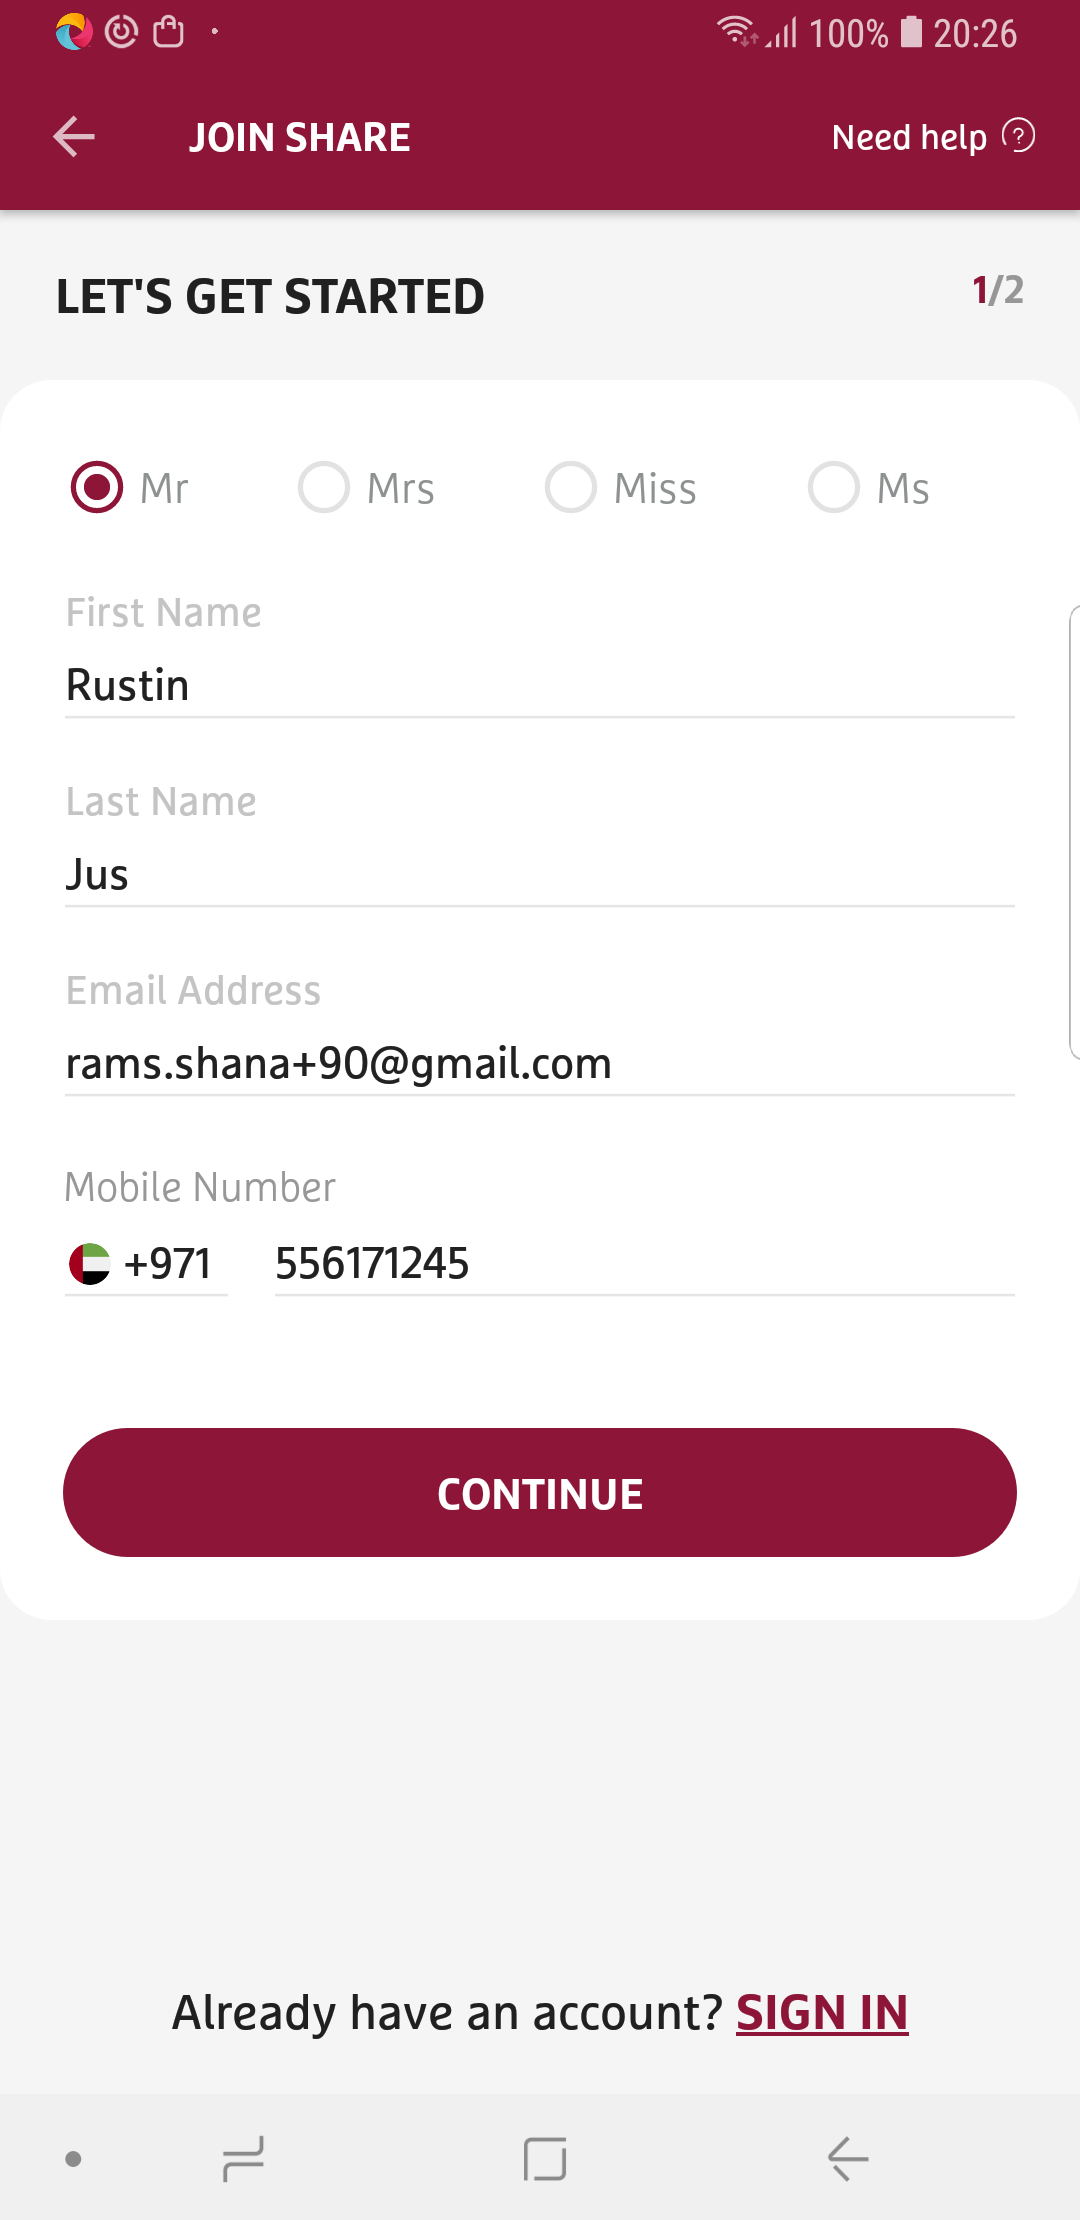 100% 20:26
JOIN SHARE Need help ?
LET'S GET STARTED 1/2
Mr Mrs Miss Ms
First Name
Rustin
Last Name
Jus
Email Address
rams.shana+90@gmail.com
Mobile Number
+971 556171245
CONTINUE
Already have an account? SIGN IN